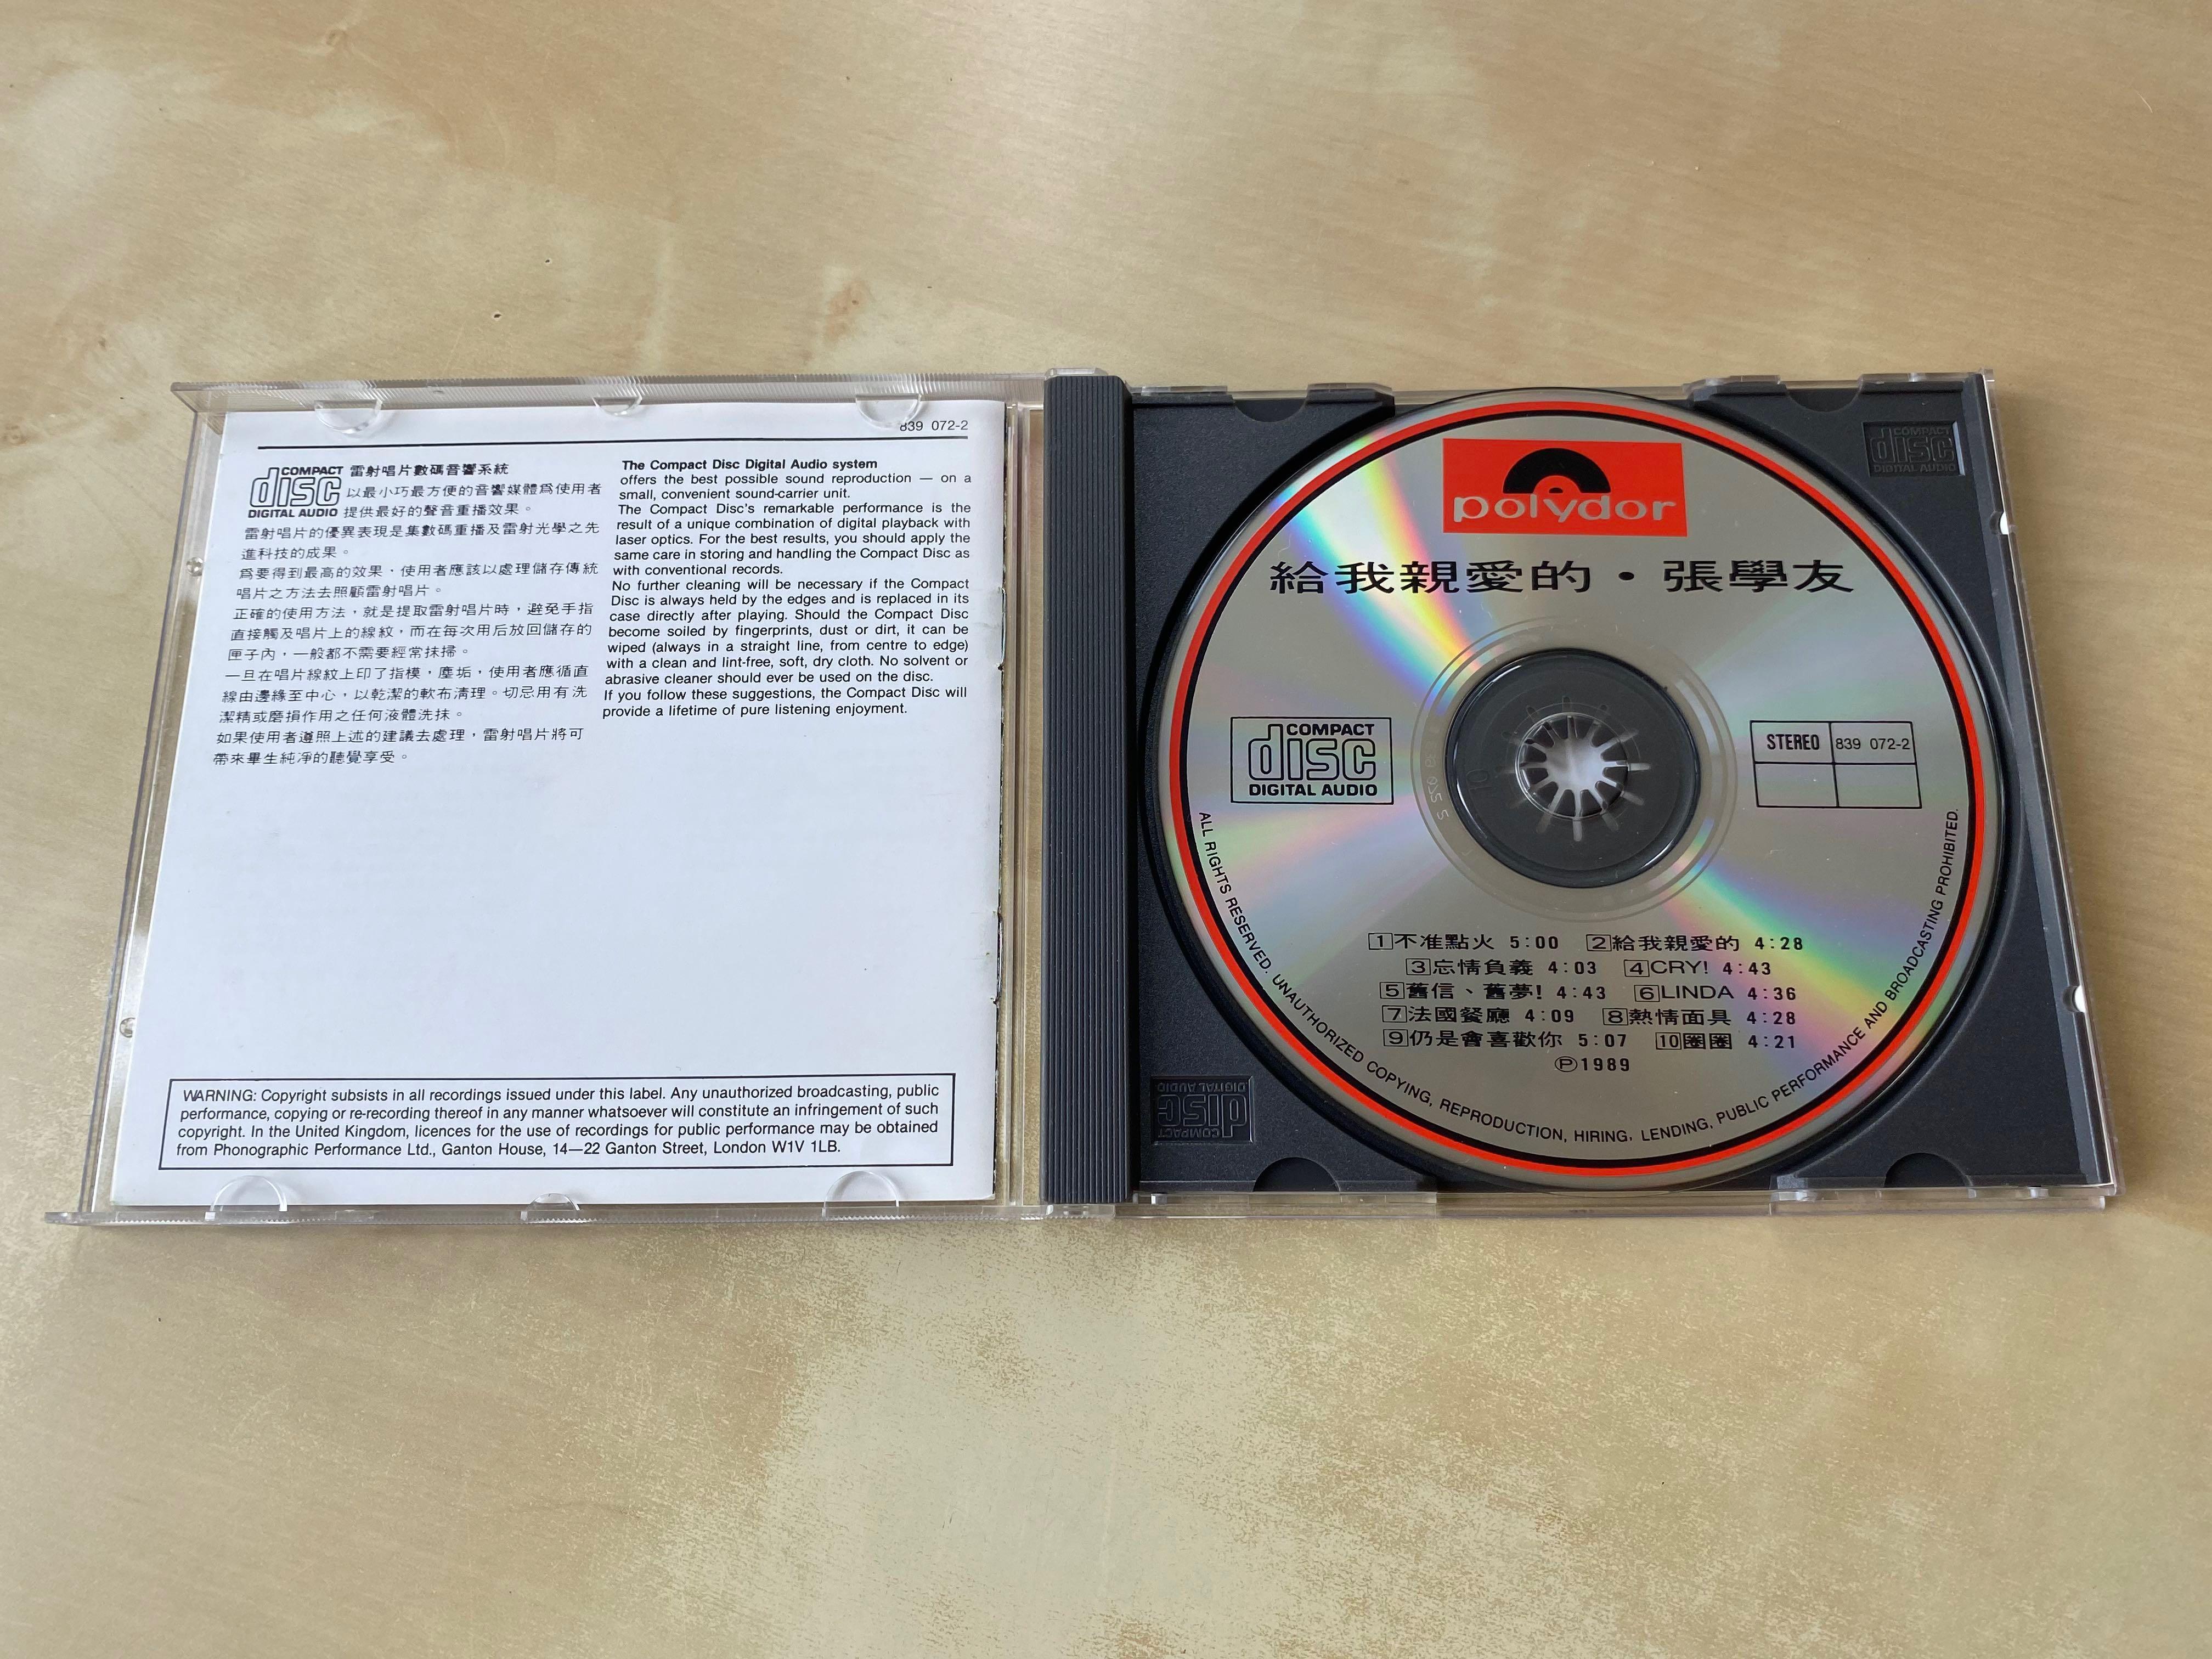 839 072-2
COMPACT
disc
DIGITAL AUDIO
雷射唱片數碼音響系統
以最小巧最方便的音響媒體爲使用者
提供最好的聲音重播效果。
雷射唱片的優異表現是集數碼重播及雷射光學之先
進科技的成果。
爲要得到最高的效果、使用者應該以處理儲存傳統
唱片之方法去照顧雷射唱片。
正確的使用方法，就是提取雷射唱片時，避免手指
直接觸及唱片上的線紋，而在每次用后放回儲存的
匣子內，一般都不需要經常抹掃。
一旦在唱片線紋上印了指模，塵垢，使用者應循直
線由邊緣至中心，以乾潔的軟布清理。切忌用有洗
潔精或磨損作用之任何液體洗抹。
如果使用者遵照上述的建議去處理，雷射唱片將可
帶來畢生純淨的聽覺享受。
The Compact Disc Digital Audio system
offers the best possible sound reproduction — on a
small, convenient sound-carrier unit.
The Compact Disc's remarkable performance is the
result of a unique combination of digital playback with
laser optics. For the best results, you should apply the
same care in storing and handling the Compact Disc as
with conventional records.
No further cleaning will be necessary if the Compact
Disc is always held by the edges and is replaced in its
case directly after playing. Should the Compact Disc
become soiled by fingerprints, dust or dirt, it can be
wiped (always in a straight line, from centre to edge)
with a clean and lint-free, soft, dry cloth. No solvent or
abrasive cleaner should ever be used on the disc.
If you follow these suggestions, the Compact Disc will
provide a lifetime of pure listening enjoyment.
WARNING: Copyright subsists in all recordings issued under this label. Any unauthorized broadcasting, public
performance, copying or re-recording thereof in any manner whatsoever will constitute an infringement of such
copyright. In the United Kingdom, licences for the use of recordings for public performance may be obtained
from Phonographic Performance Ltd., Ganton House, 14—22 Ganton Street, London W1V 1LB.
polydor
給我親愛的・張學友
COMPACT
disc
DIGITAL AUDIO
STEREO 839 072-2
1 不准點火 5:00 2 給我親愛的 4:28
3 忘情負義 4:03 4 CRY! 4:43
5 舊信、舊夢! 4:43 6 LINDA 4:36
7 法國餐廳 4:09 8 熱情面具 4:28
9 仍是會喜歡你 5:07 10 圈圈 4:21
℗1989
ALL RIGHTS RESERVED. UNAUTHORIZED COPYING, REPRODUCTION, HIRING, LENDING, PUBLIC PERFORMANCE AND BROADCASTING PROHIBITED.
COMPACT
disc
DIGITAL AUDIO
COMPACT
disc
DIGITAL AUDIO